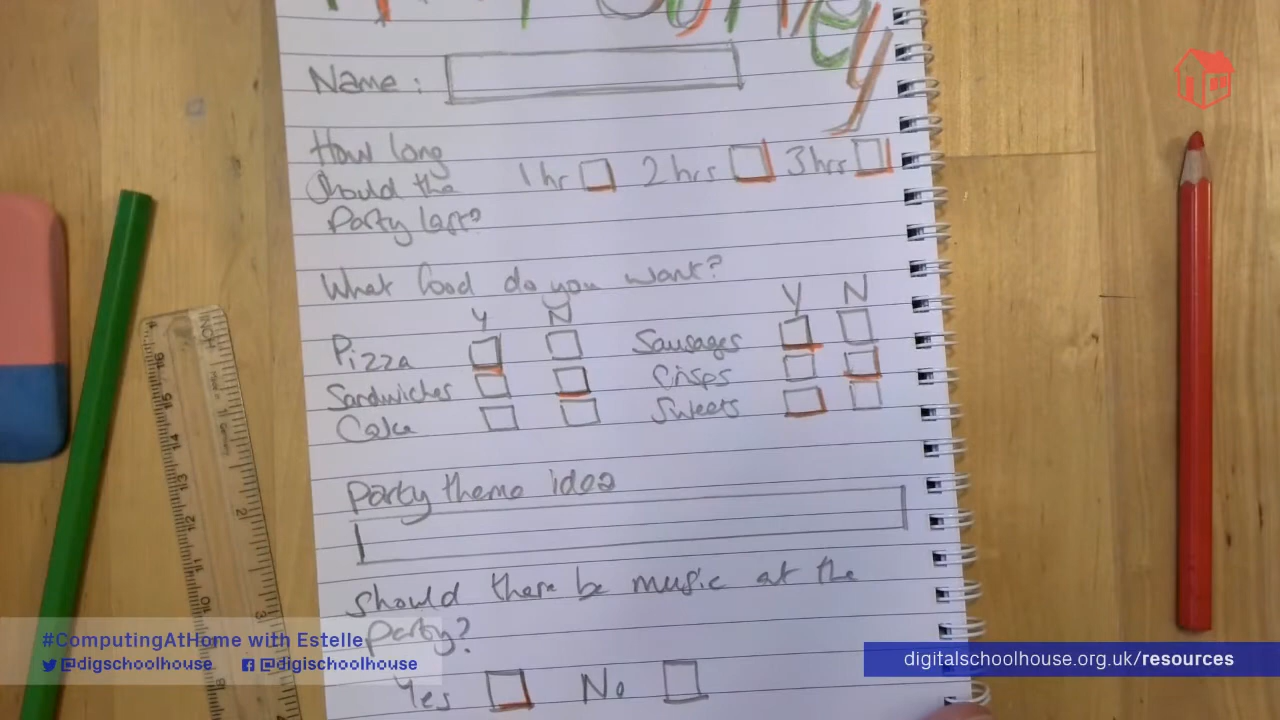 Name:
How long
Should the
Party last?
1hr 2hrs 3hrs
What food do you want?
Y N Y N
Pizza Sausages
Sandwiches Crisps
Cake Sweets
Party theme idea
Should there be music at the
party?
Yes No
#ComputingAtHome with Estelle
@digschoolhouse @digischoolhouse
digitalschoolhouse.org.uk/resources